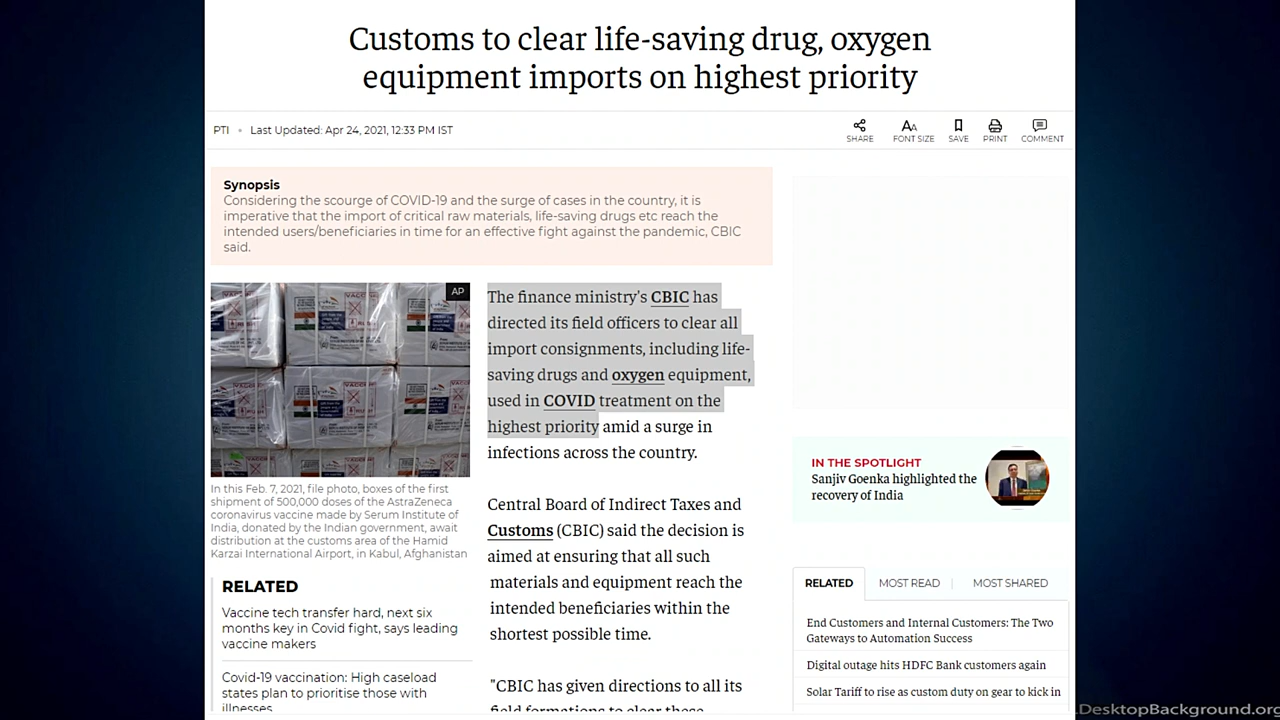 Customs to clear life-saving drug, oxygen
equipment imports on highest priority
PTI • Last Updated: Apr 24, 2021, 12:33 PM IST
SHARE
FONT SIZE
SAVE
PRINT
COMMENT
Synopsis
Considering the scourge of COVID-19 and the surge of cases in the country, it is
imperative that the import of critical raw materials, life-saving drugs etc reach the
intended users/beneficiaries in time for an effective fight against the pandemic, CBIC
said.
AP
In this Feb. 7, 2021, file photo, boxes of the first
shipment of 500,000 doses of the AstraZeneca
coronavirus vaccine made by Serum Institute of
India, donated by the Indian government, await
distribution at the customs area of the Hamid
Karzai International Airport, in Kabul, Afghanistan
RELATED
Vaccine tech transfer hard, next six
months key in Covid fight, says leading
vaccine makers
Covid-19 vaccination: High caseload
states plan to prioritise those with
illnesses
The finance ministry's CBIC has
directed its field officers to clear all
import consignments, including life-
saving drugs and oxygen equipment,
used in COVID treatment on the
highest priority amid a surge in
infections across the country.
Central Board of Indirect Taxes and
Customs (CBIC) said the decision is
aimed at ensuring that all such
materials and equipment reach the
intended beneficiaries within the
shortest possible time.
"CBIC has given directions to all its
field formations to clear these
IN THE SPOTLIGHT
Sanjiv Goenka highlighted the
recovery of India
RELATED
MOST READ
MOST SHARED
End Customers and Internal Customers: The Two
Gateways to Automation Success
Digital outage hits HDFC Bank customers again
Solar Tariff to rise as custom duty on gear to kick in
.DesktopBackground.org